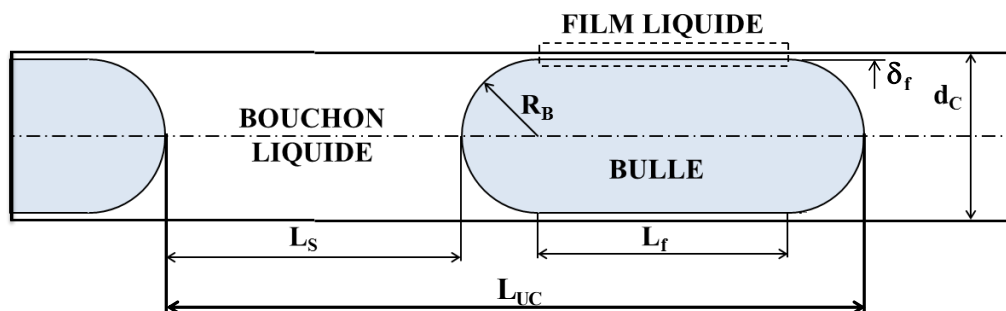 FILM LIQUIDE
δf
dC
RB
BOUCHON
LIQUIDE
BULLE
LS
Lf
LUC